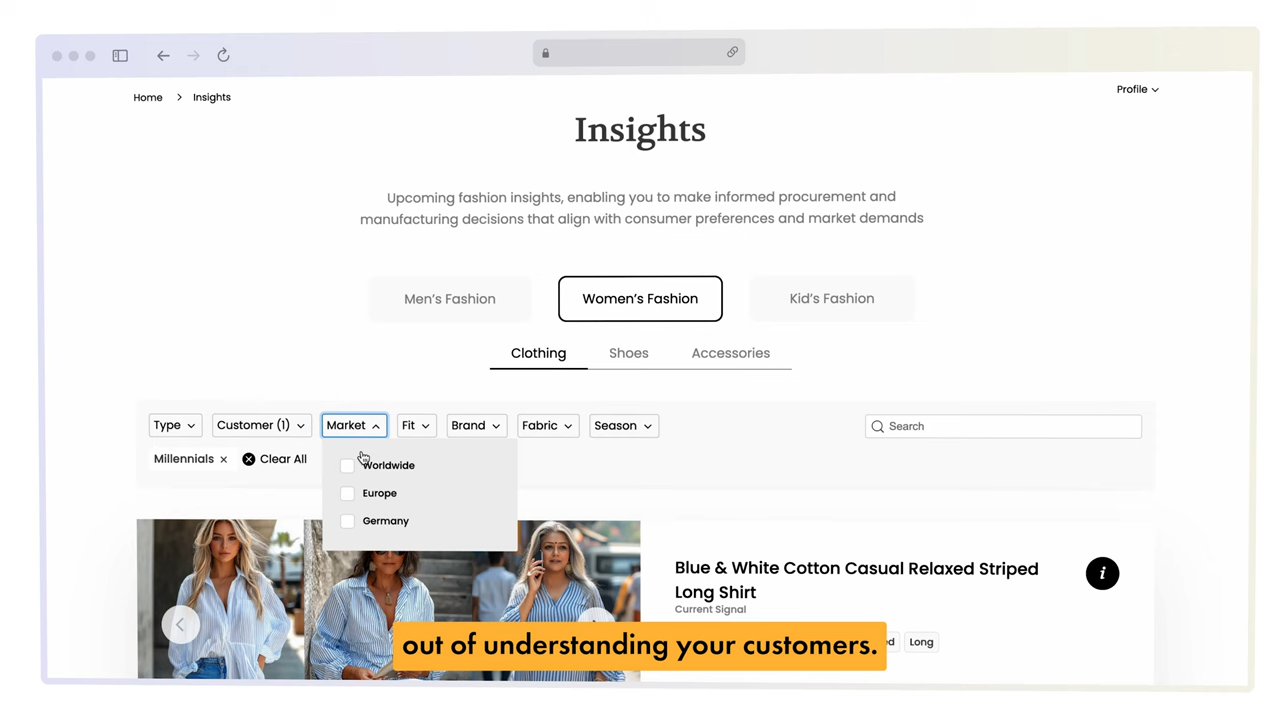 Home > Insights
Profile
Insights
Upcoming fashion insights, enabling you to make informed procurement and
manufacturing decisions that align with consumer preferences and market demands
Men's Fashion
Women's Fashion
Kid's Fashion
Clothing
Shoes
Accessories
Type
Customer (1)
Market
Fit
Brand
Fabric
Season
Search
Millennials ×
Clear All
Worldwide
Europe
Germany
Blue & White Cotton Casual Relaxed Striped
Long Shirt
Current Signal
i
Long
out of understanding your customers.